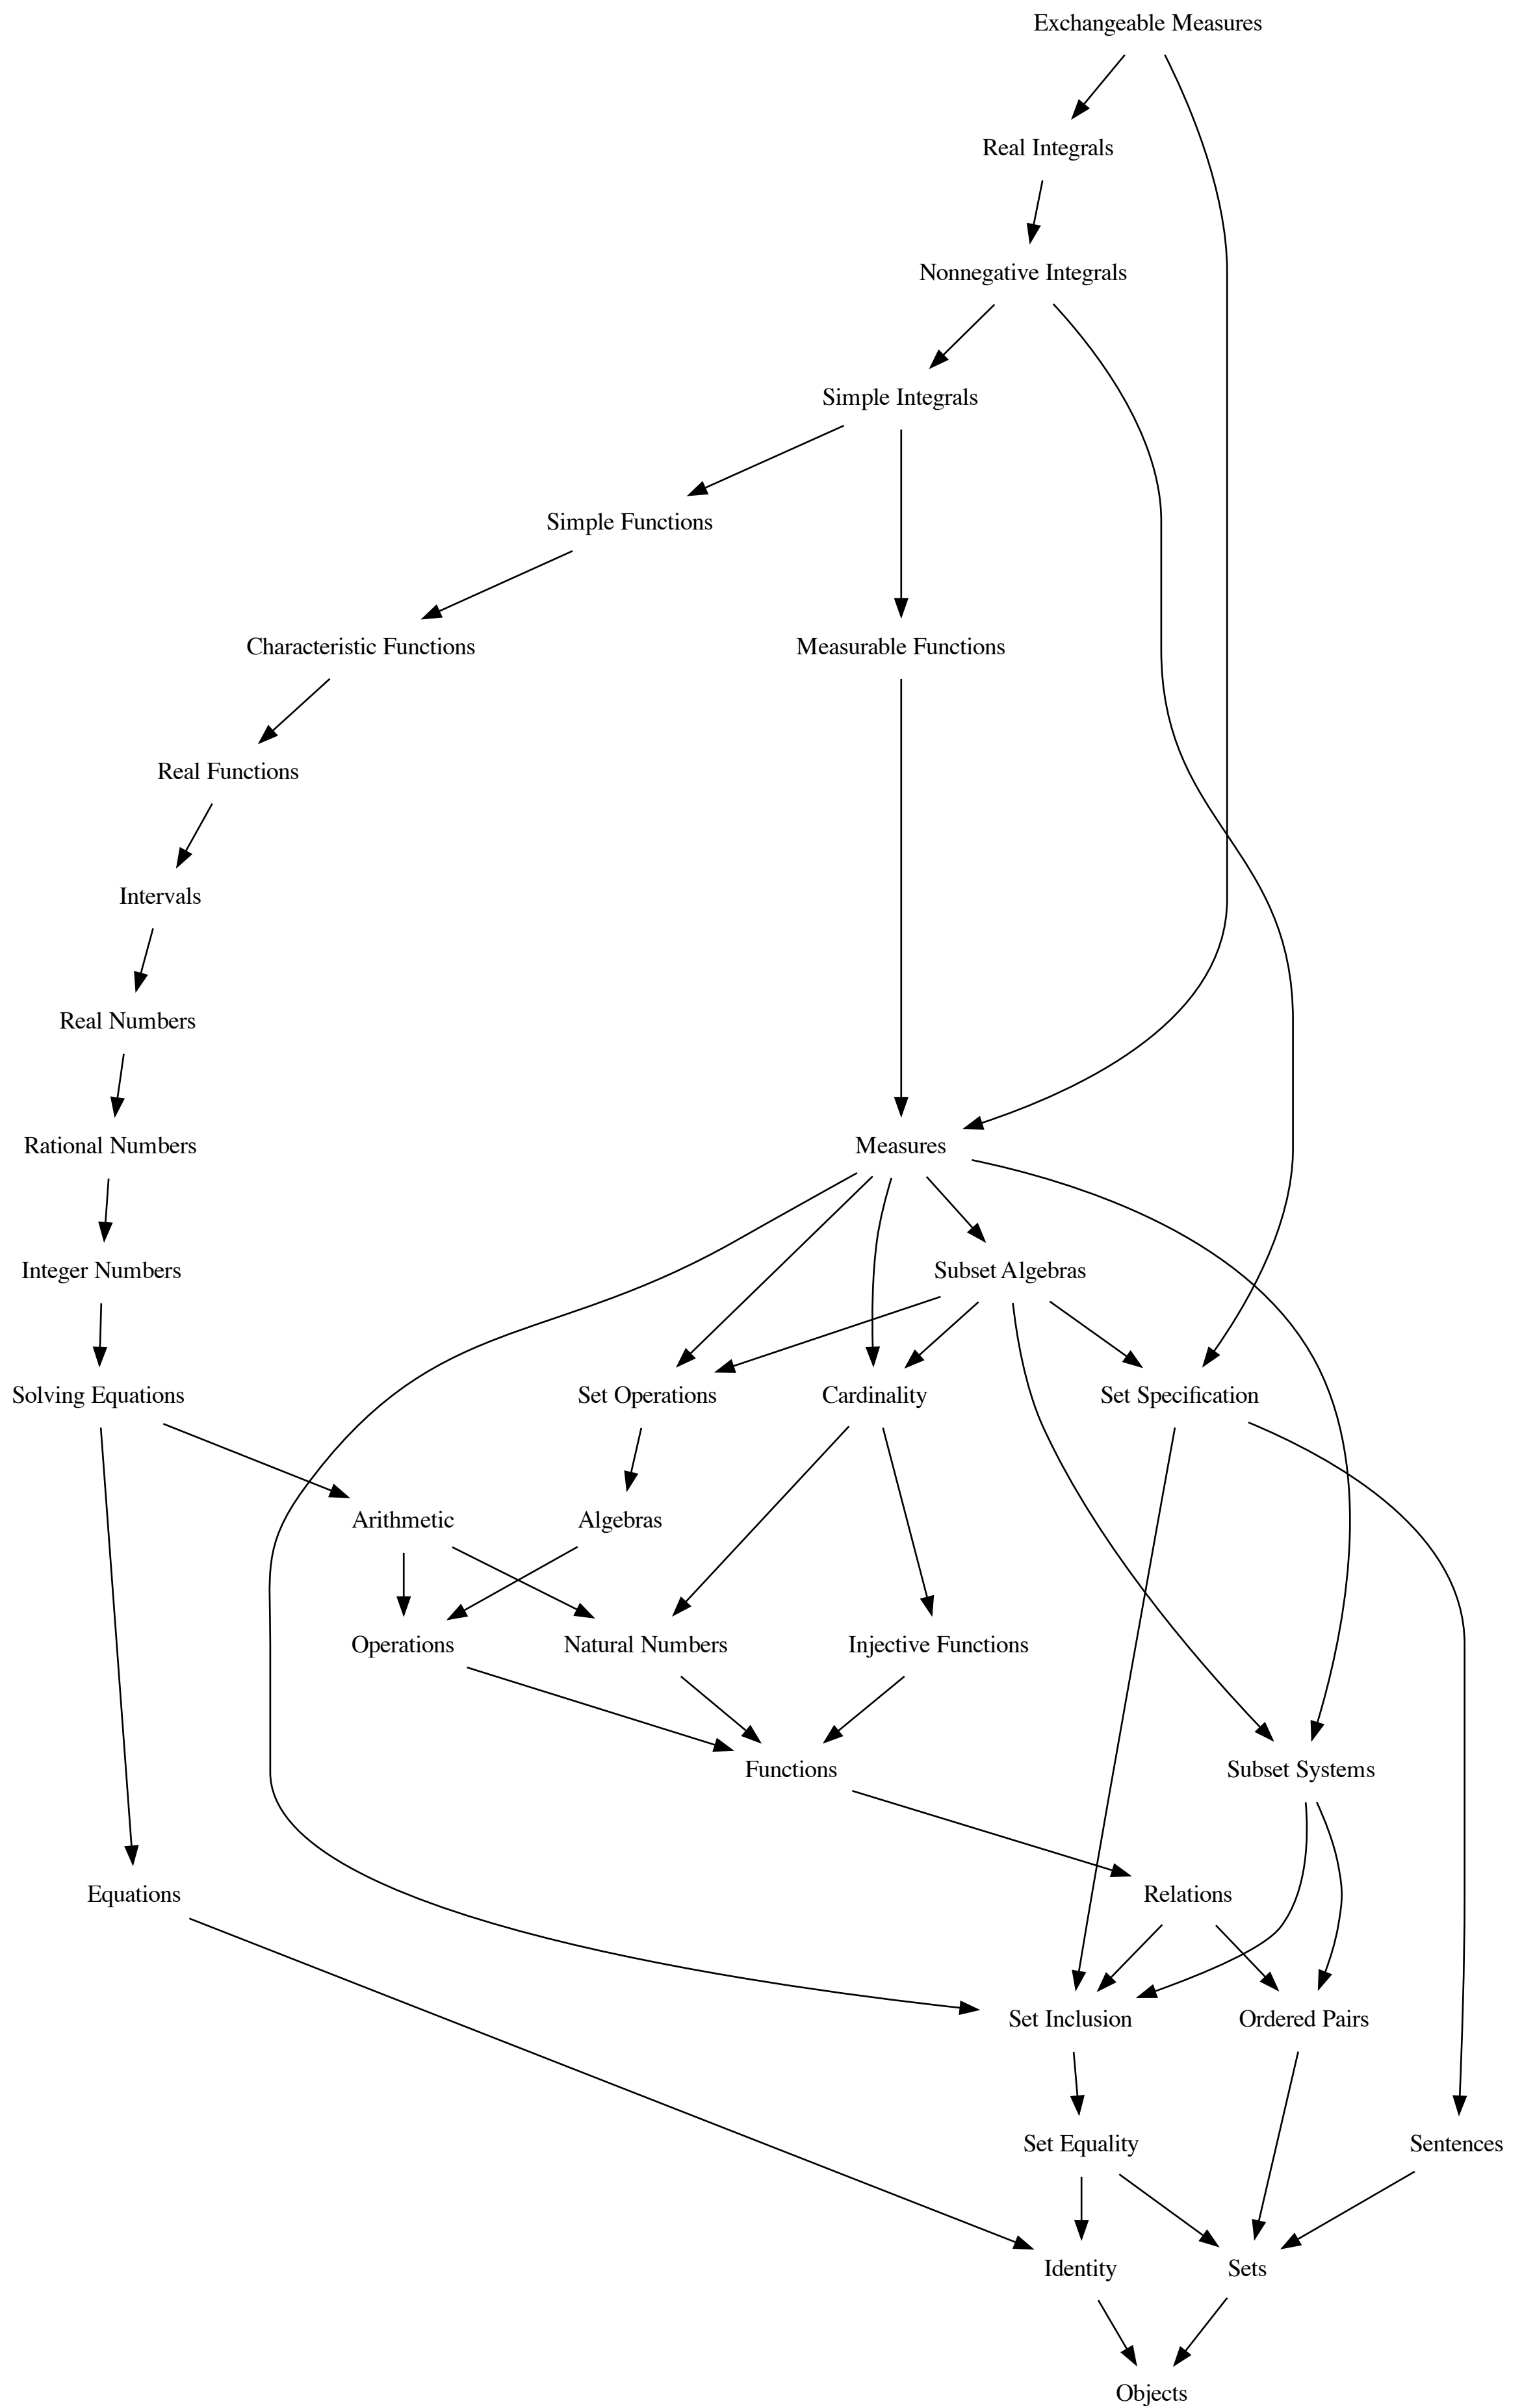 Exchangeable Measures
Real Integrals
Nonnegative Integrals
Simple Integrals
Simple Functions
Characteristic Functions
Measurable Functions
Real Functions
Intervals
Real Numbers
Rational Numbers
Measures
Integer Numbers
Subset Algebras
Solving Equations
Set Operations
Cardinality
Set Specification
Arithmetic
Algebras
Operations
Natural Numbers
Injective Functions
Functions
Subset Systems
Equations
Relations
Set Inclusion
Ordered Pairs
Set Equality
Sentences
Identity
Sets
Objects